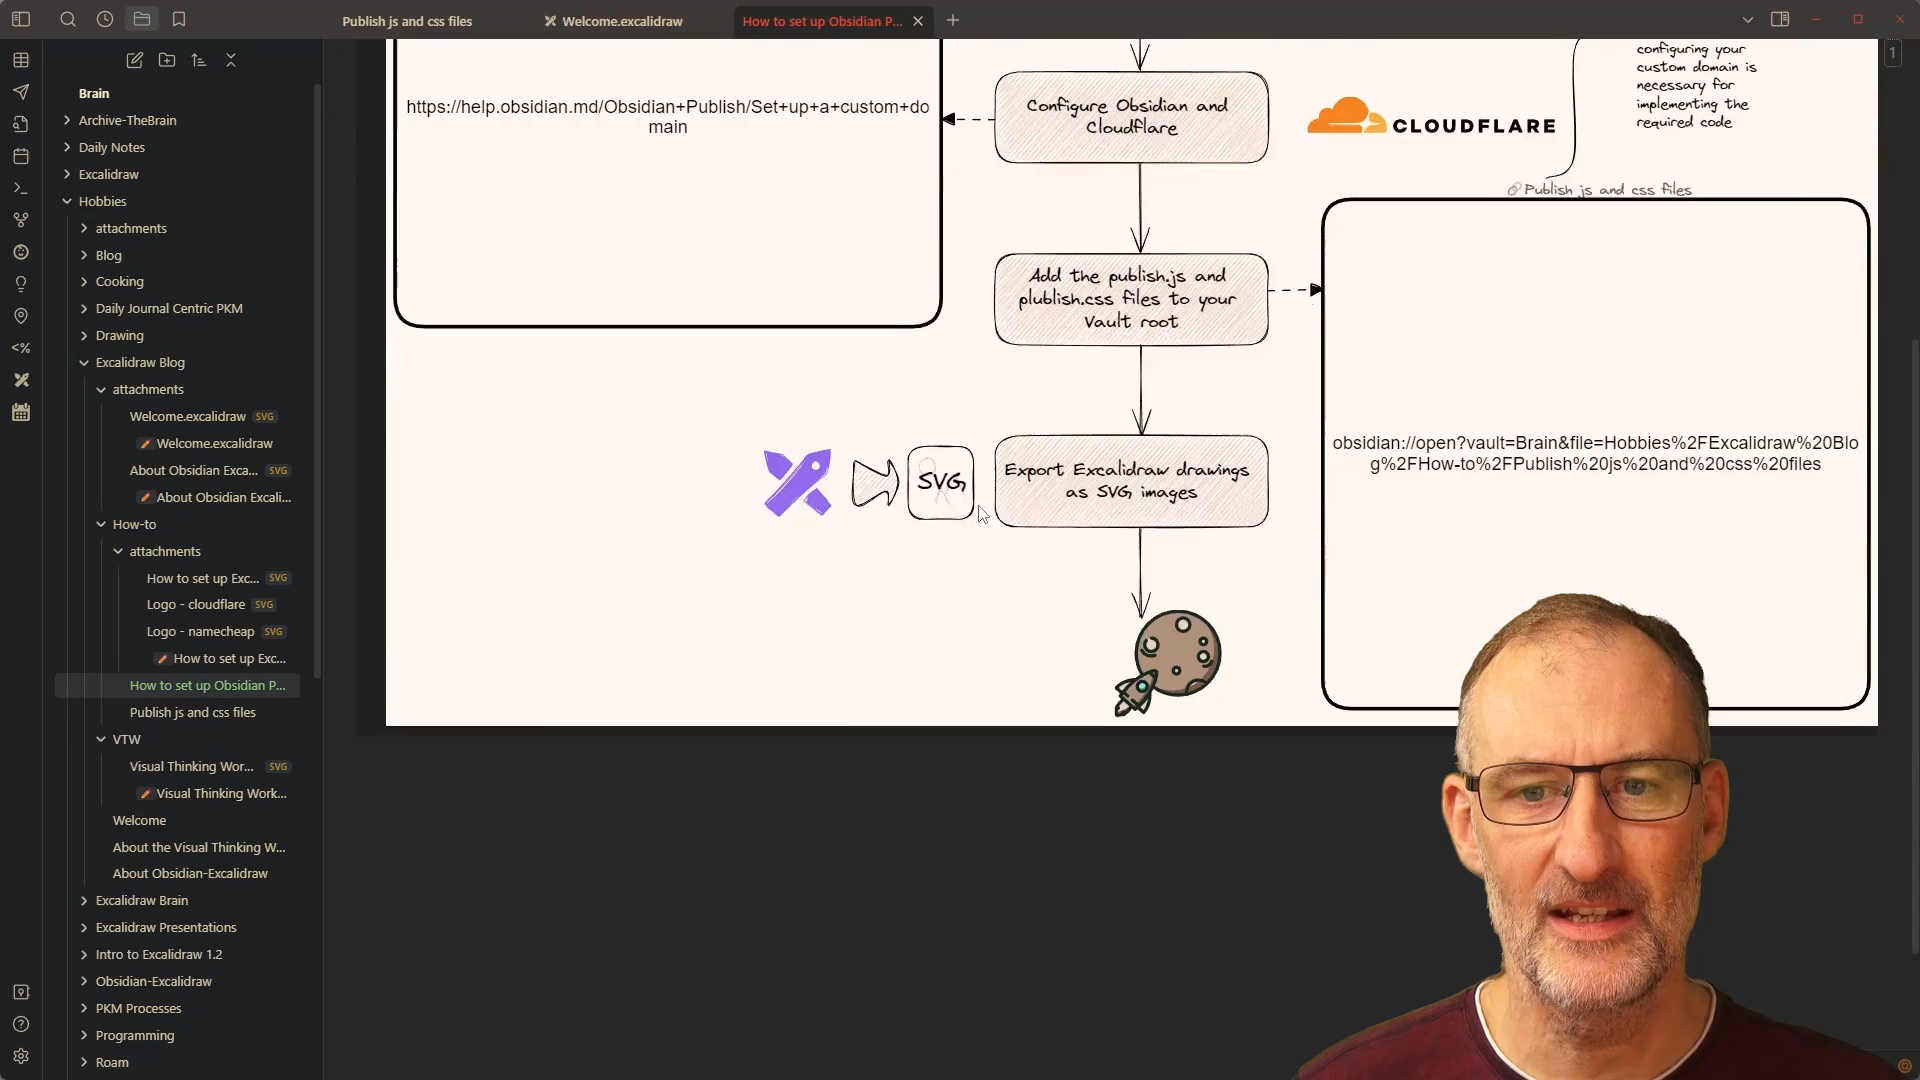 Publish js and css files
Welcome.excalidraw
How to set up Obsidian P...
1
Brain
Archive-TheBrain
Daily Notes
Excalidraw
Hobbies
attachments
Blog
Cooking
Daily Journal Centric PKM
Drawing
Excalidraw Blog
attachments
Welcome.excalidraw SVG
Welcome.excalidraw
About Obsidian Exca... SVG
About Obsidian Excali...
How-to
attachments
How to set up Exc... SVG
Logo - cloudflare SVG
Logo - namecheap SVG
How to set up Exc...
How to set up Obsidian P...
Publish js and css files
VTW
Visual Thinking Wor... SVG
Visual Thinking Work...
Welcome
About the Visual Thinking W...
About Obsidian-Excalidraw
Excalidraw Brain
Excalidraw Presentations
Intro to Excalidraw 1.2
Obsidian-Excalidraw
PKM Processes
Programming
Roam
https://help.obsidian.md/Obsidian+Publish/Set+up+a+custom+do
main
Configure Obsidian and
Cloudflare
CLOUDFLARE
configuring your
custom domain is
necessary for
implementing the
required code
Publish js and css files
Add the publish.js and
plublish.css files to your
Vault root
obsidian://open?vault=Brain&file=Hobbies%2FExcalidraw%20Blo
g%2FHow-to%2FPublish%20js%20and%20css%20files
SVG
Export Excalidraw drawings
as SVG images